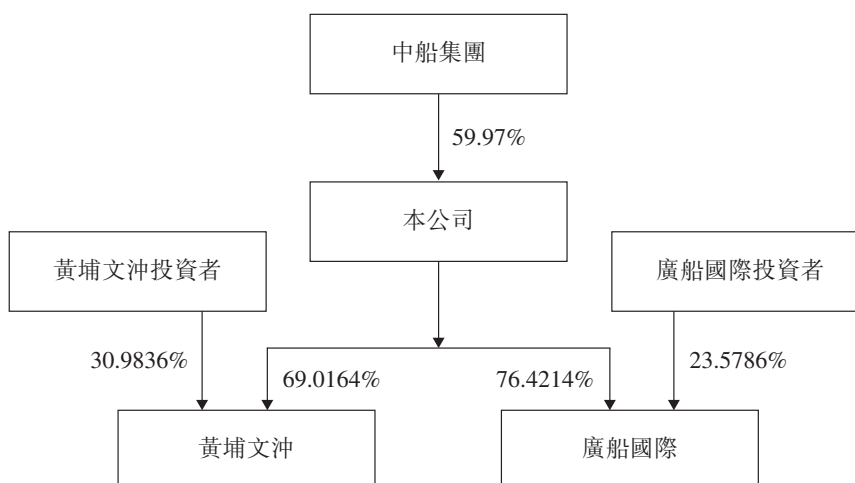 中船集團
59.97%
本公司
黃埔文沖投資者
廣船國際投資者
30.9836%
69.0164%
76.4214%
23.5786%
黃埔文沖
廣船國際